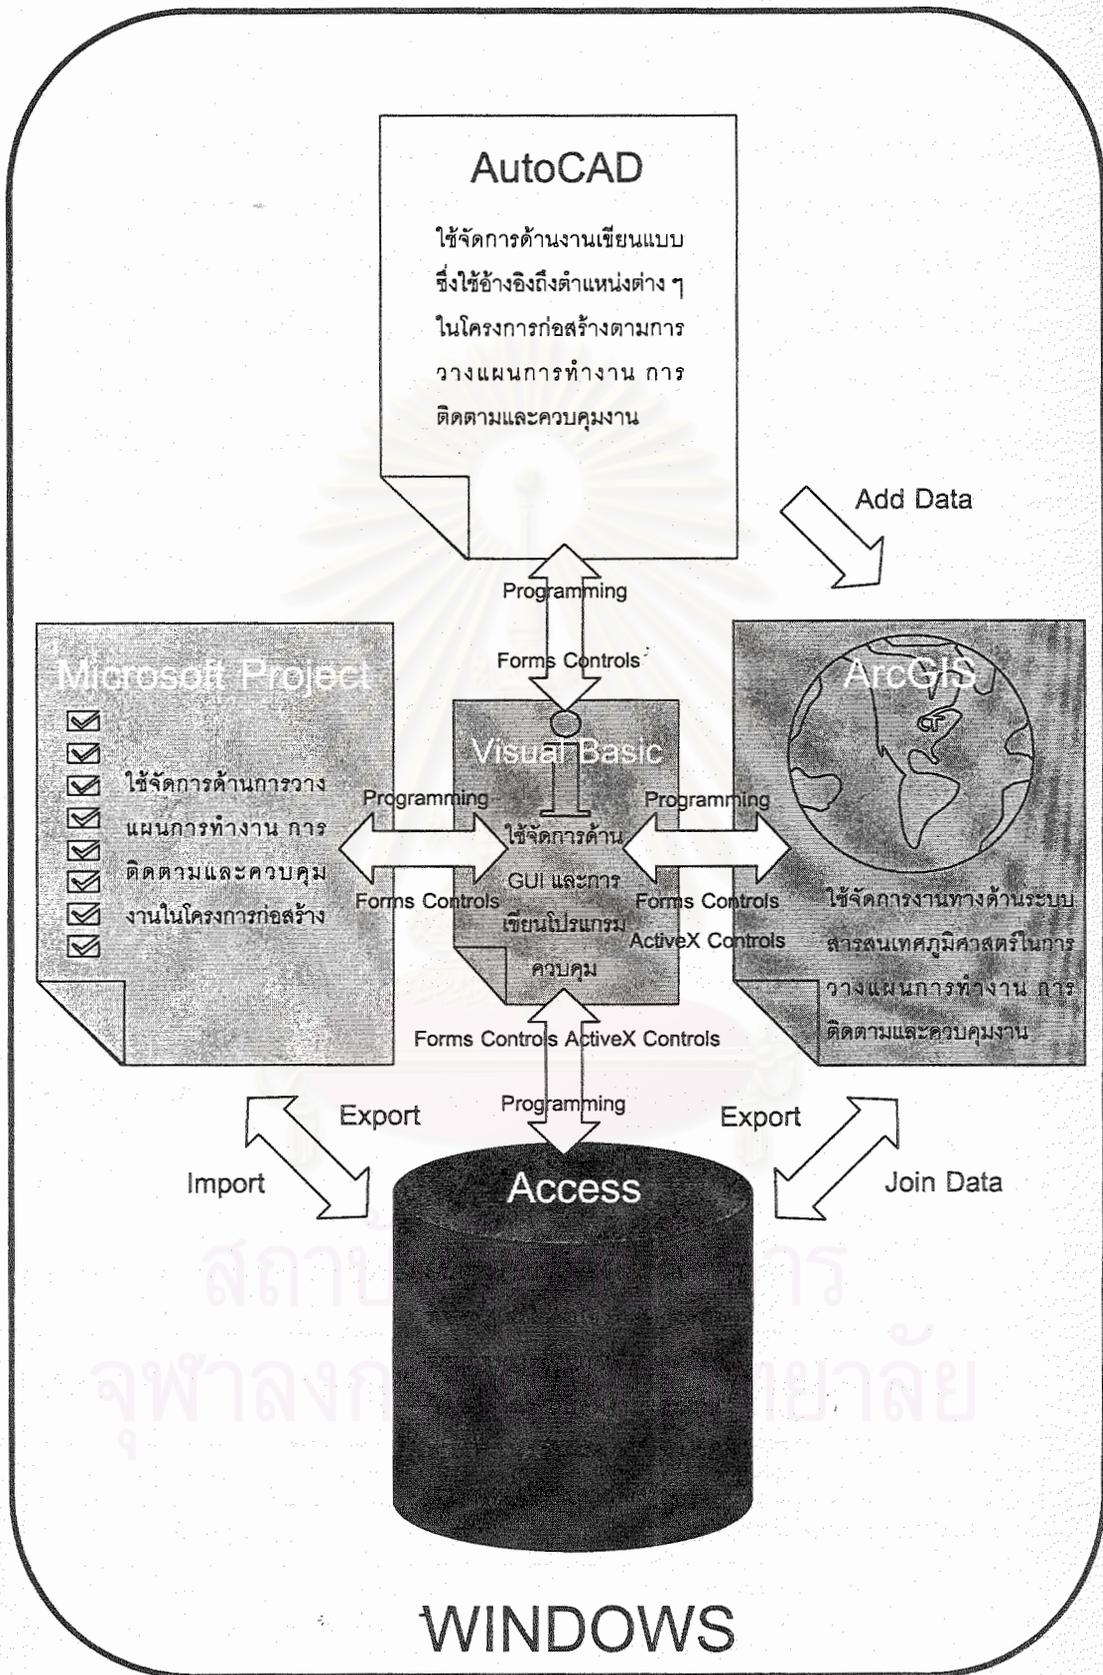 AutoCAD
ใช้จัดการด้านงานเขียนแบบ
ซึ่งใช้อ้างอิงถึงตำแหน่งต่าง ๆ
ในโครงการก่อสร้างตามการ
วางแผนการทำงาน การ
ติดตามและควบคุมงาน
Add Data
Programming
Forms Controls
Microsoft Project
ใช้จัดการด้านการวาง
แผนการทำงาน การ
ติดตามและควบคุม
งานในโครงการก่อสร้าง
Programming
Forms Controls
Visual Basic
ใช้จัดการด้าน
GUI และการ
เขียนโปรแกรม
ควบคุม
Programming
Forms Controls
ActiveX Controls
ArcGIS
ใช้จัดการงานทางด้านระบบ
สารสนเทศภูมิศาสตร์ในการ
วางแผนการทำงาน การ
ติดตามและควบคุมงาน
Forms Controls ActiveX Controls
Programming
Export
Import
Export
Join Data
Access
WINDOWS